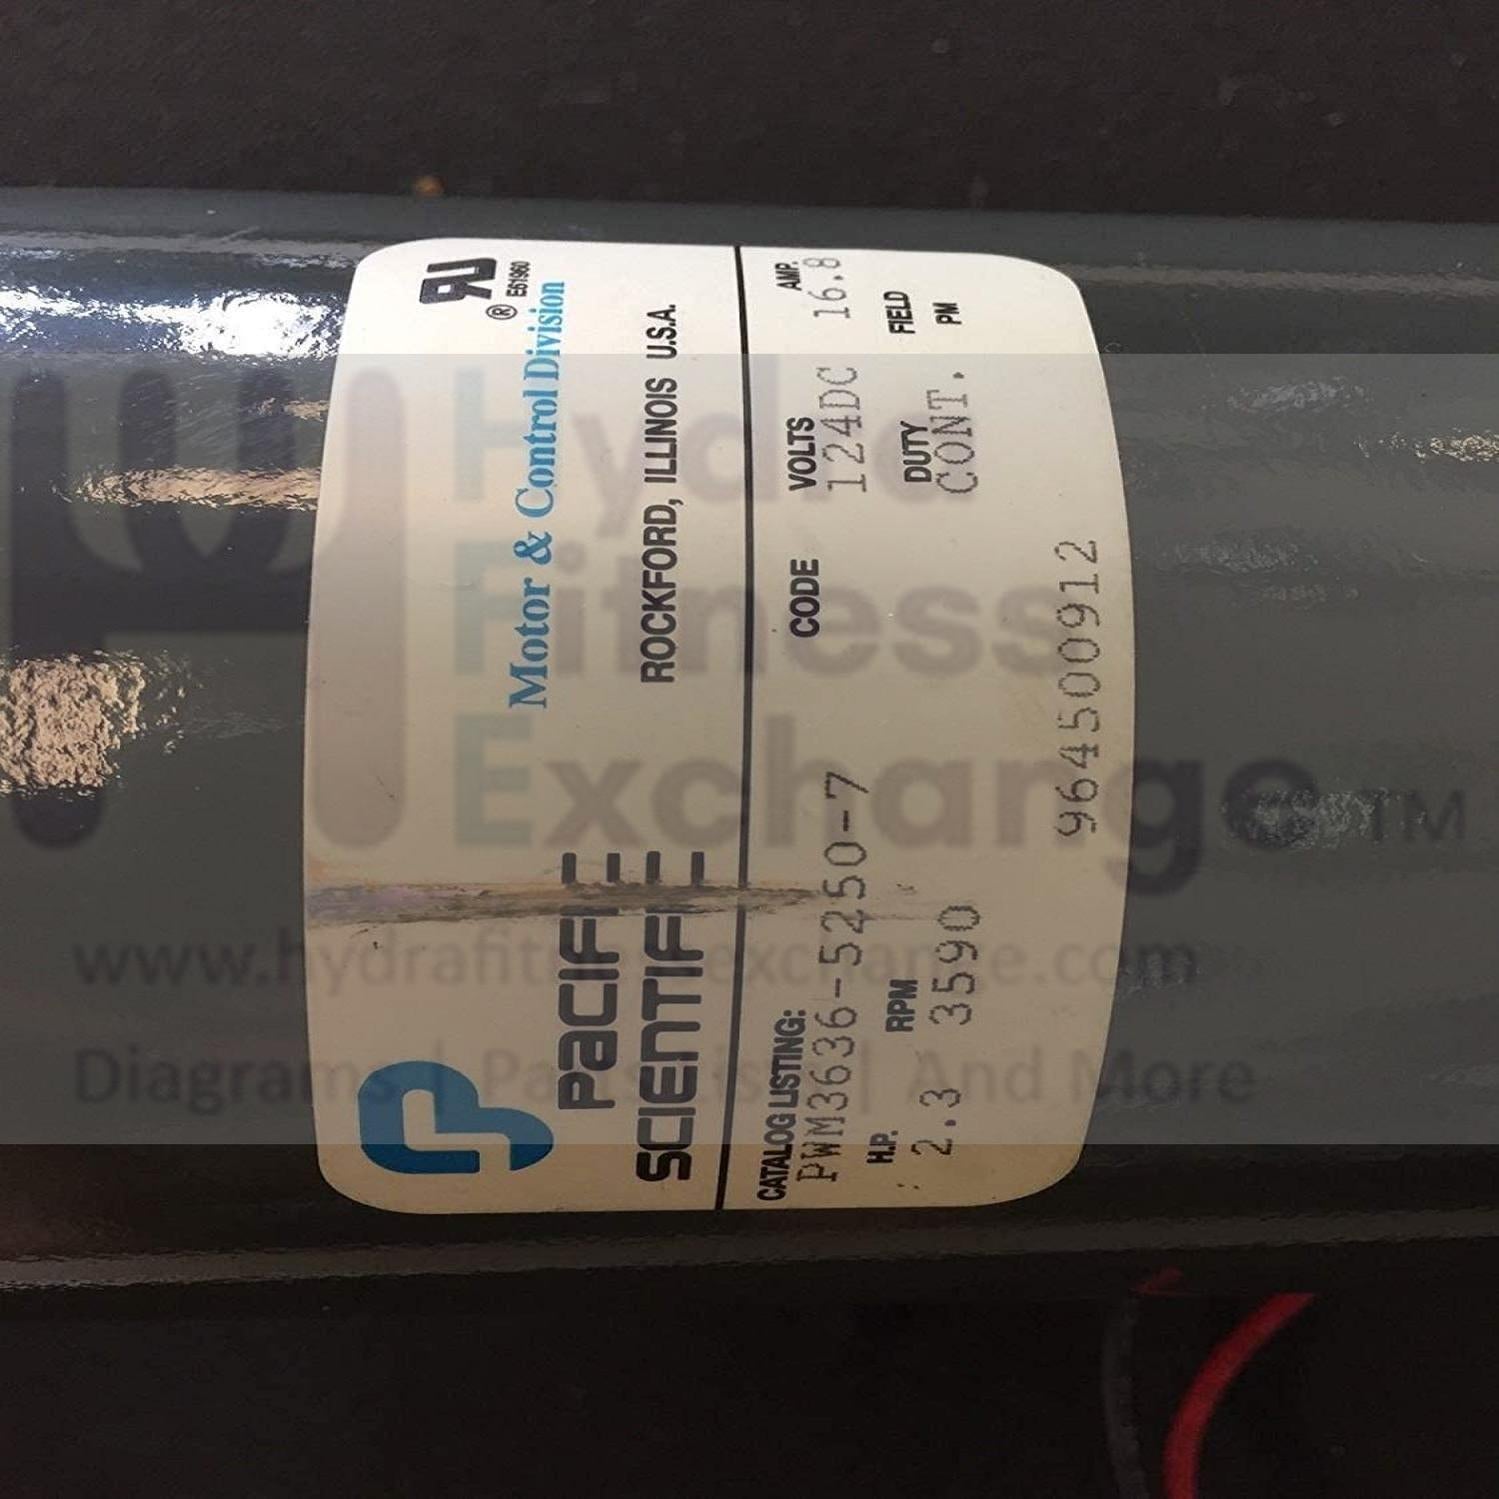 PACIFIC
SCIENTIFIC
Motor & Control Division
®
E61960
ROCKFORD, ILLINOIS U.S.A.
CATALOG LISTING:
PWM3636-5250-7
CODE
VOLTS
124DC
AMP.
16.8
H.P.
2.3
RPM
3590
DUTY
CONT.
FIELD
PM
964500912
Hydra
Fitness
Exchange TM
www.hydrafitnessexchange.com
Diagrams | Parts Lists | And More